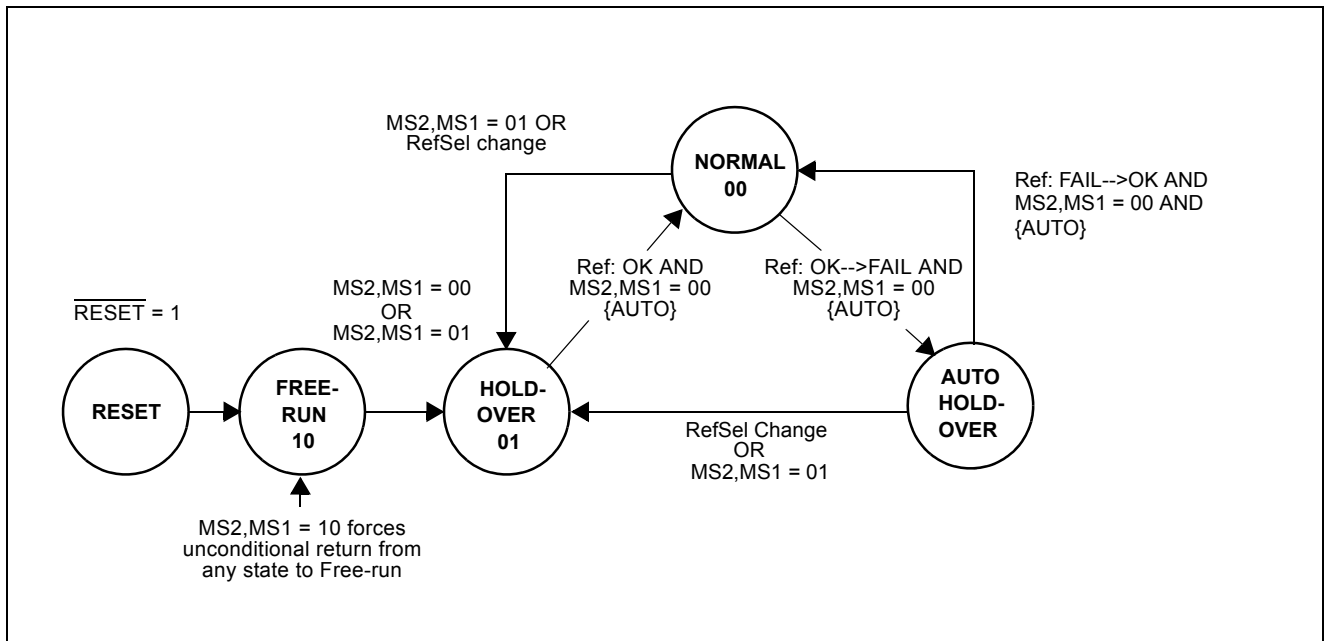 MS2,MS1 = 01 OR
RefSel change
NORMAL
00
Ref: FAIL-->OK AND
MS2,MS1 = 00 AND
{AUTO}
Ref: OK AND
MS2,MS1 = 00
{AUTO}
Ref: OK-->FAIL AND
MS2,MS1 = 00
{AUTO}
MS2,MS1 = 00
OR
MS2,MS1 = 01
RESET = 1
RESET
FREE-
RUN
10
HOLD-
OVER
01
AUTO
HOLD-
OVER
RefSel Change
OR
MS2,MS1 = 01
MS2,MS1 = 10 forces
unconditional return from
any state to Free-run